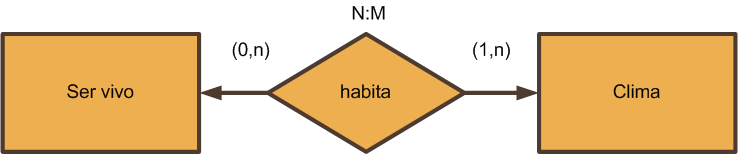 N:M
(0,n)
(1,n)
Ser vivo
habita
Clima